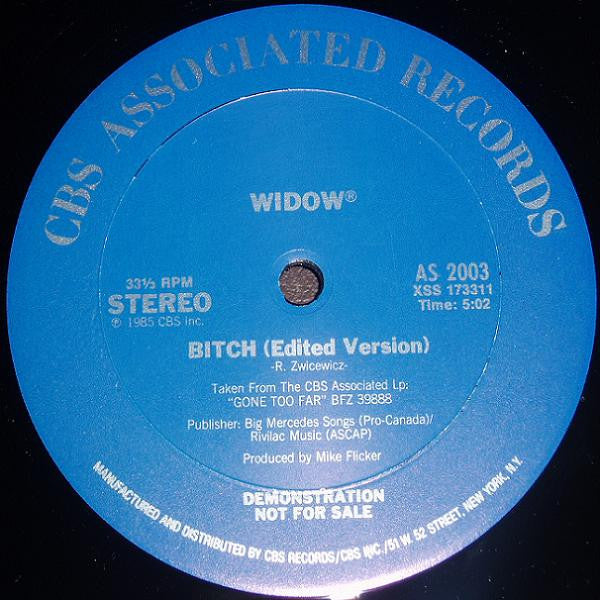 CBS ASSOCIATED RECORDS
WIDOW®
33⅓ RPM
STEREO
℗ 1985 CBS inc.
AS 2003
XSS 173311
Time: 5:02
BITCH (Edited Version)
-R. Zwicewicz-
Taken From The CBS Associated Lp:
"GONE TOO FAR" BFZ 39888
Publisher: Big Mercedes Songs (Pro-Canada)/
Rivilac Music (ASCAP)
Produced by Mike Flicker
DEMONSTRATION
NOT FOR SALE
MANUFACTURED AND DISTRIBUTED BY CBS RECORDS/CBS INC./51 W. 52 STREET, NEW YORK, N.Y.